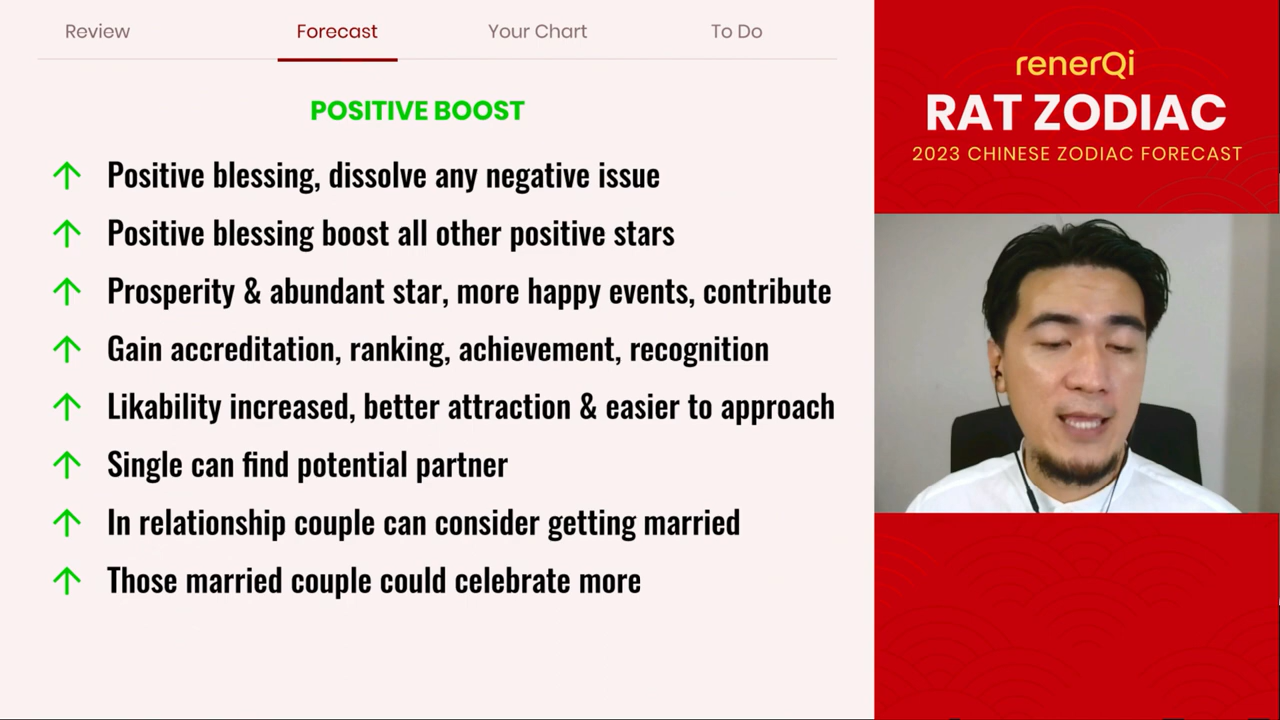 Review
Forecast
Your Chart
To Do
POSITIVE BOOST
Positive blessing, dissolve any negative issue
Positive blessing boost all other positive stars
Prosperity & abundant star, more happy events, contribute
Gain accreditation, ranking, achievement, recognition
Likability increased, better attraction & easier to approach
Single can find potential partner
In relationship couple can consider getting married
Those married couple could celebrate more
renerQi
RAT ZODIAC
2023 CHINESE ZODIAC FORECAST